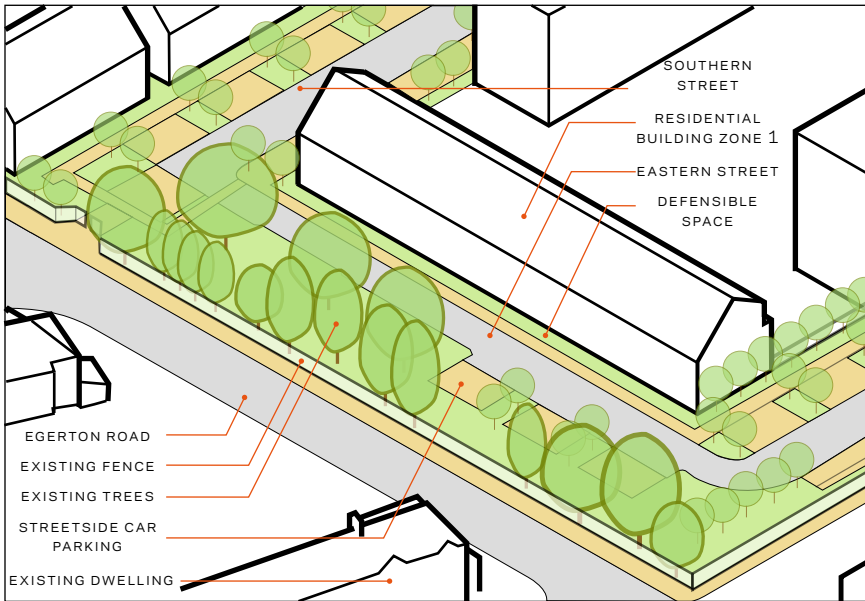 SOUTHERN
STREET
RESIDENTIAL
BUILDING ZONE 1
EASTERN STREET
DEFENSIBLE
SPACE
EGERTON ROAD
EXISTING FENCE
EXISTING TREES
STREETSIDE CAR
PARKING
EXISTING DWELLING